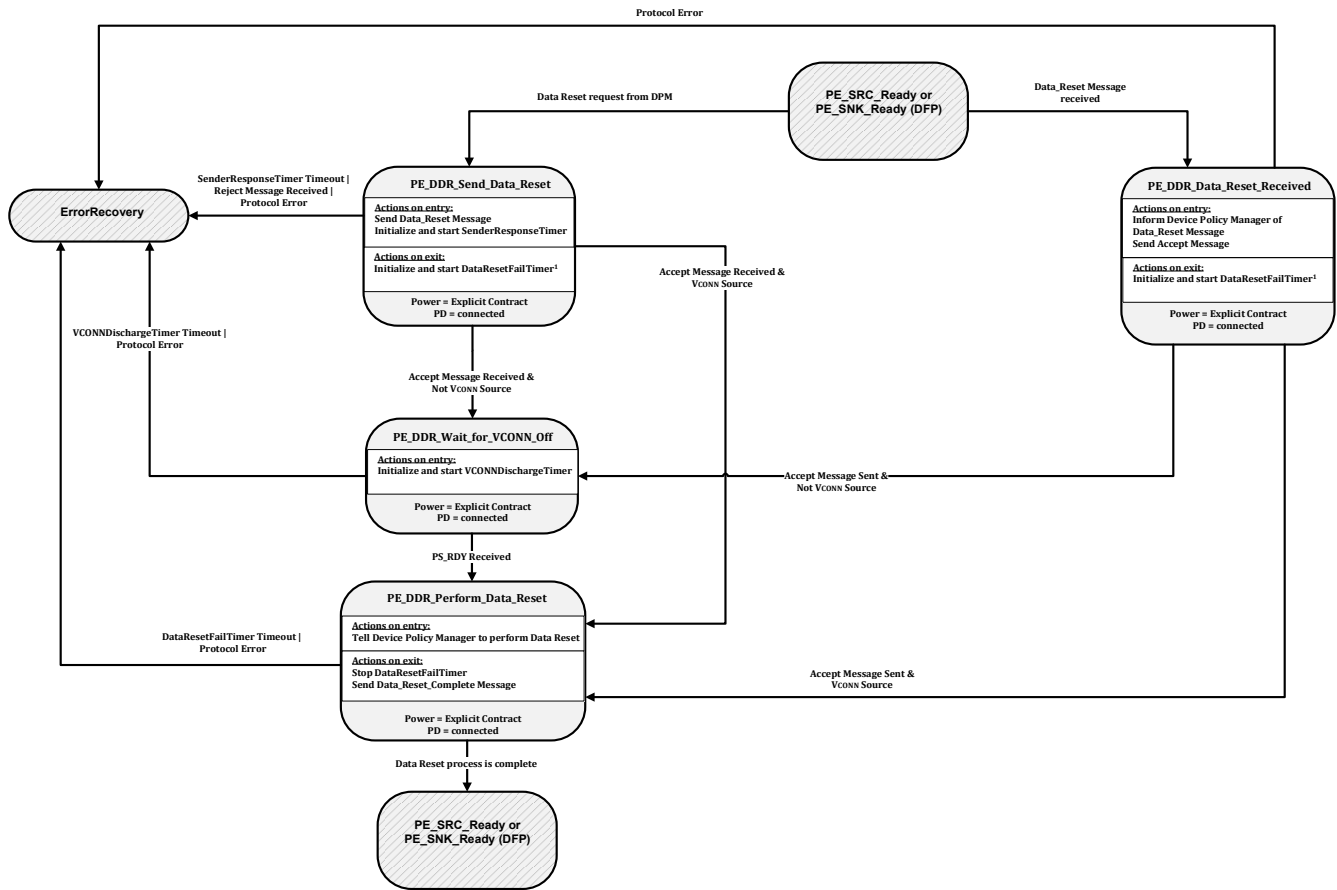 Protocol Error
PE_SRC_Ready or
PE_SNK_Ready (DFP)
Data Reset request from DPM
Data_Reset Message
received
SenderResponseTimer Timeout |
Reject Message Received |
Protocol Error
ErrorRecovery
PE_DDR_Send_Data_Reset
Actions on entry:
Send Data_Reset Message
Initialize and start SenderResponseTimer
Actions on exit:
Initialize and start DataResetFailTimer¹
Power = Explicit Contract
PD = connected
PE_DDR_Data_Reset_Received
Actions on entry:
Inform Device Policy Manager of
Data_Reset Message
Send Accept Message
Actions on exit:
Initialize and start DataResetFailTimer¹
Power = Explicit Contract
PD = connected
Accept Message Received &
VCONN Source
VCONNDischargeTimer Timeout |
Protocol Error
Accept Message Received &
Not VCONN Source
PE_DDR_Wait_for_VCONN_Off
Actions on entry:
Initialize and start VCONNDischargeTimer
Power = Explicit Contract
PD = connected
Accept Message Sent &
Not VCONN Source
PS_RDY Received
PE_DDR_Perform_Data_Reset
Actions on entry:
Tell Device Policy Manager to perform Data Reset
Actions on exit:
Stop DataResetFailTimer
Send Data_Reset_Complete Message
Power = Explicit Contract
PD = connected
DataResetFailTimer Timeout |
Protocol Error
Accept Message Sent &
VCONN Source
Data Reset process is complete
PE_SRC_Ready or
PE_SNK_Ready (DFP)